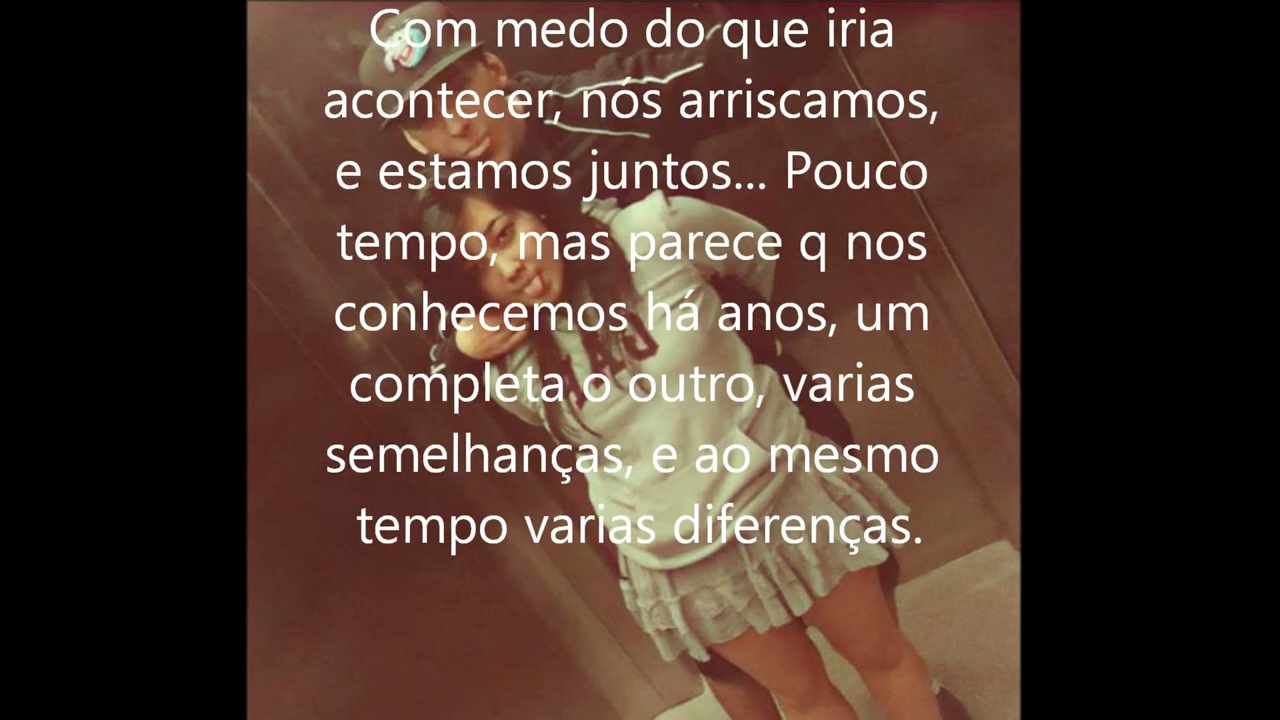 Com medo do que iria
acontecer, nós arriscamos,
e estamos juntos... Pouco
tempo, mas parece q nos
conhecemos há anos, um
completa o outro, varias
semelhanças, e ao mesmo
tempo varias diferenças.